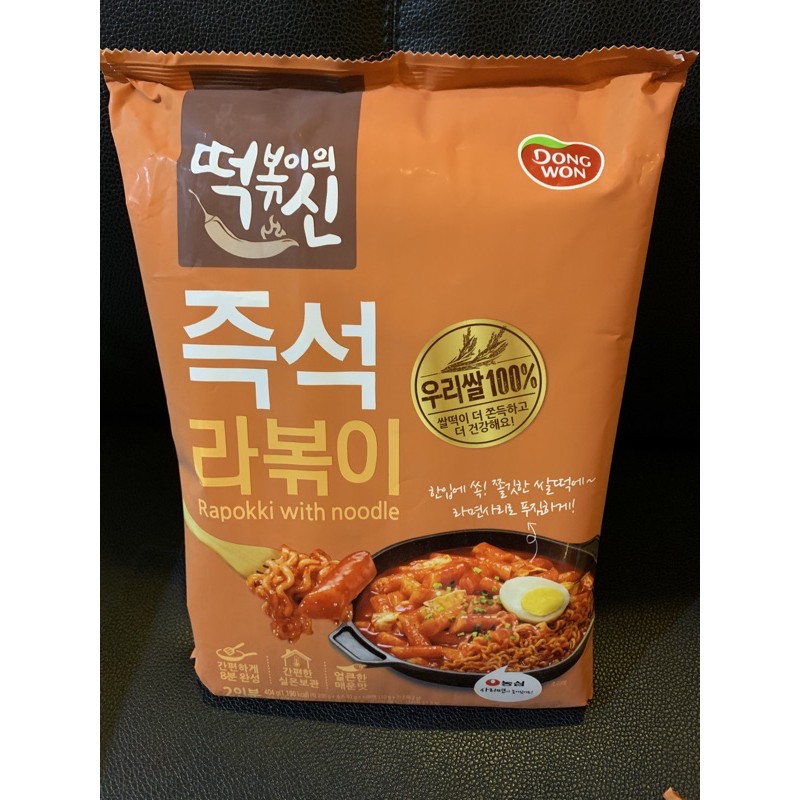 떡볶이의
신
DONG
WON
즉석
라볶이
Rapokki with noodle
우리쌀100%
쌀떡이 더 쫀득하고
더 건강해요!
한입에 쏙! 쫄깃한 쌀떡에~
라면사리로 푸짐하게!
간편하게
8분 완성
간편한
실온보관
얼큰한
매운맛
농심
2인분
404 g